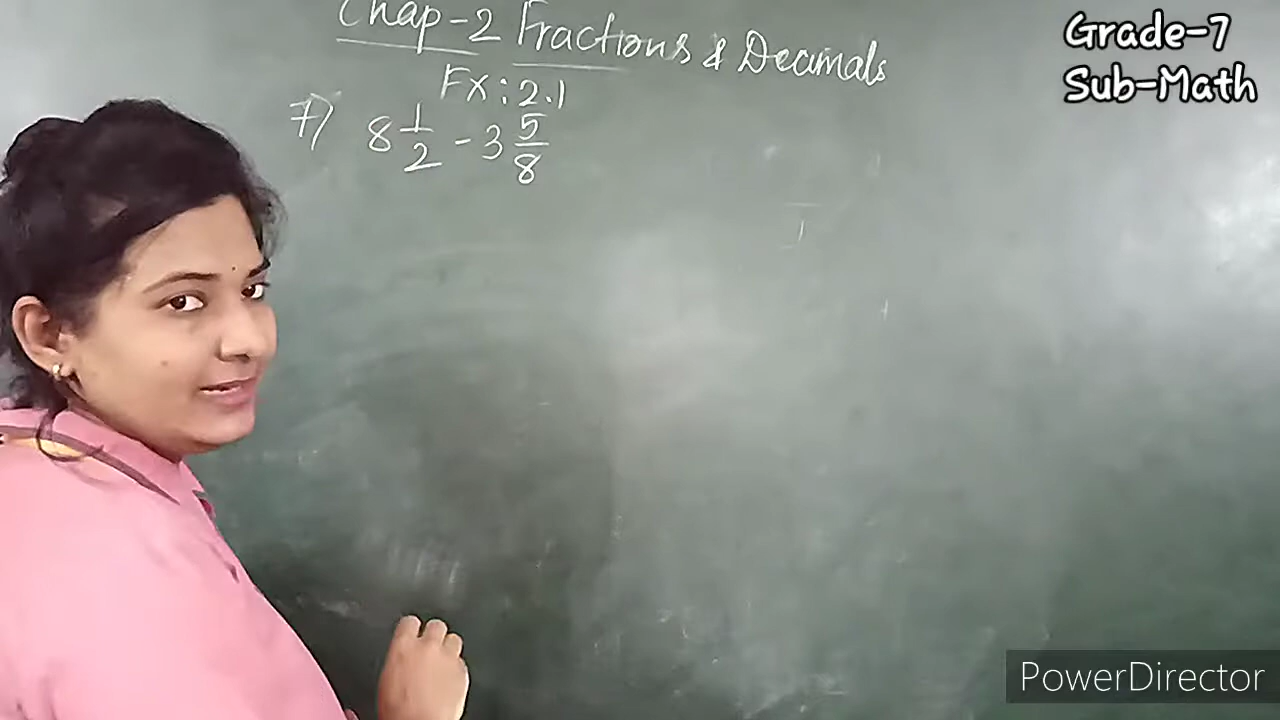 Chap-2 Fractions & Decimals
Ex: 2.1
7) 8 1/2 - 3 5/8
Grade-7
Sub-Math
PowerDirector